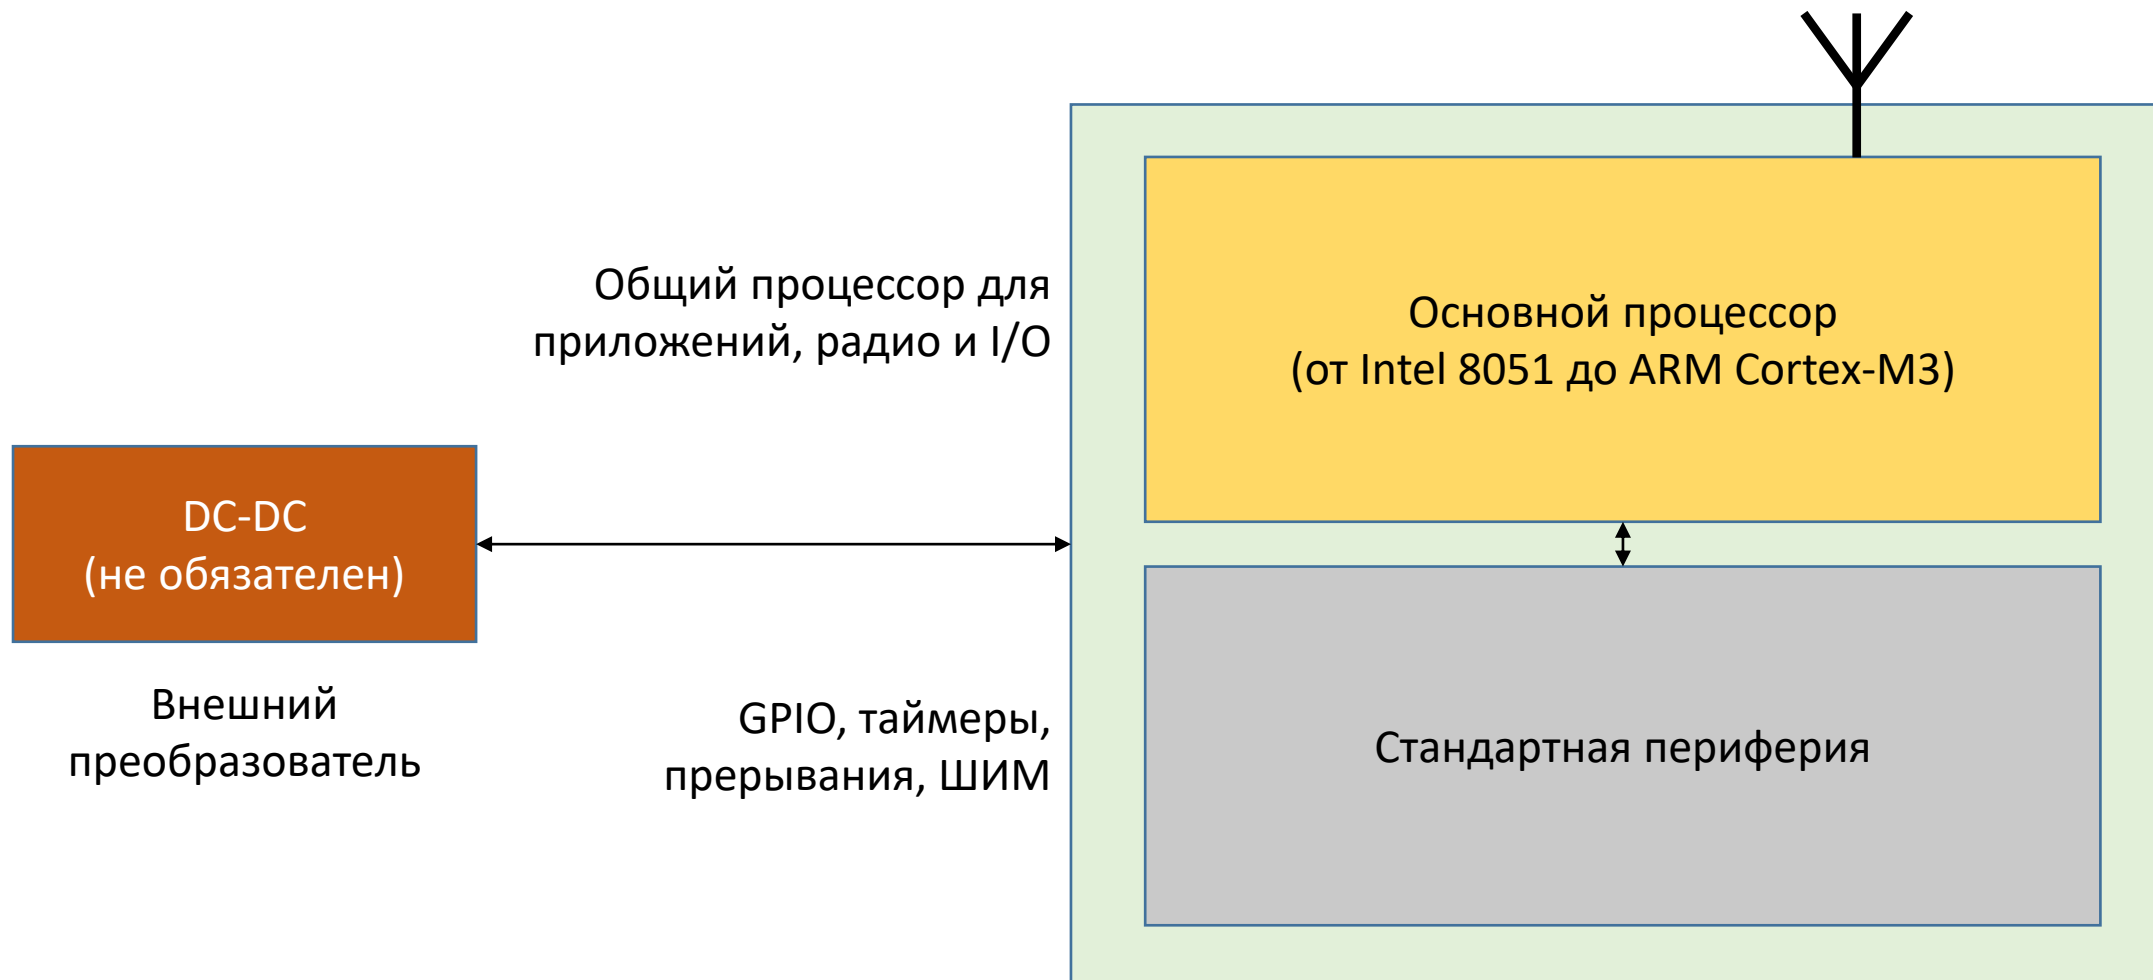 Общий процессор для
приложений, радио и I/O
Основной процессор
(от Intel 8051 до ARM Cortex-M3)
DC-DC
(не обязателен)
Внешний
преобразователь
GPIO, таймеры,
прерывания, ШИМ
Стандартная периферия